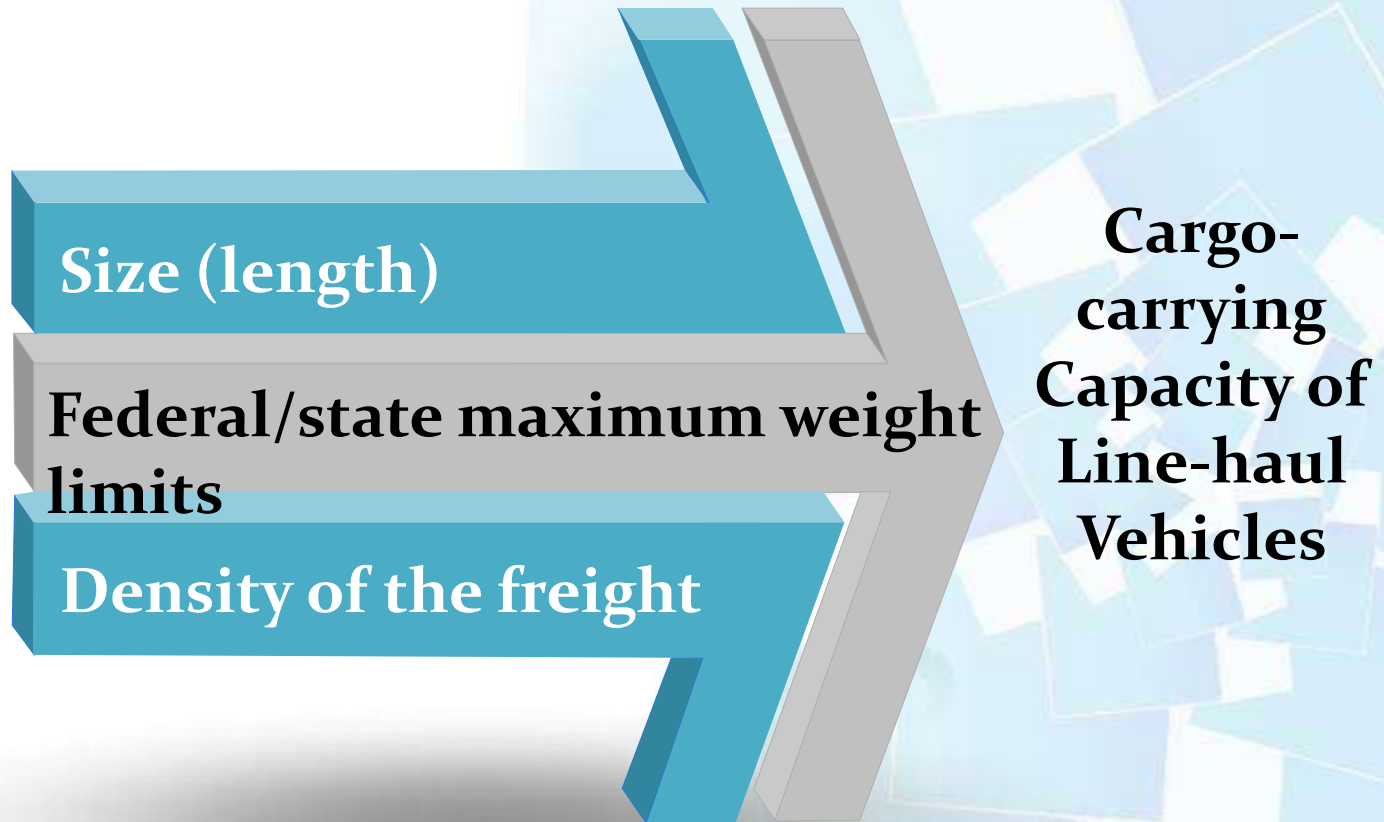 Size (length)
Federal/state maximum weight
limits
Density of the freight
Cargo-
carrying
Capacity of
Line-haul
Vehicles